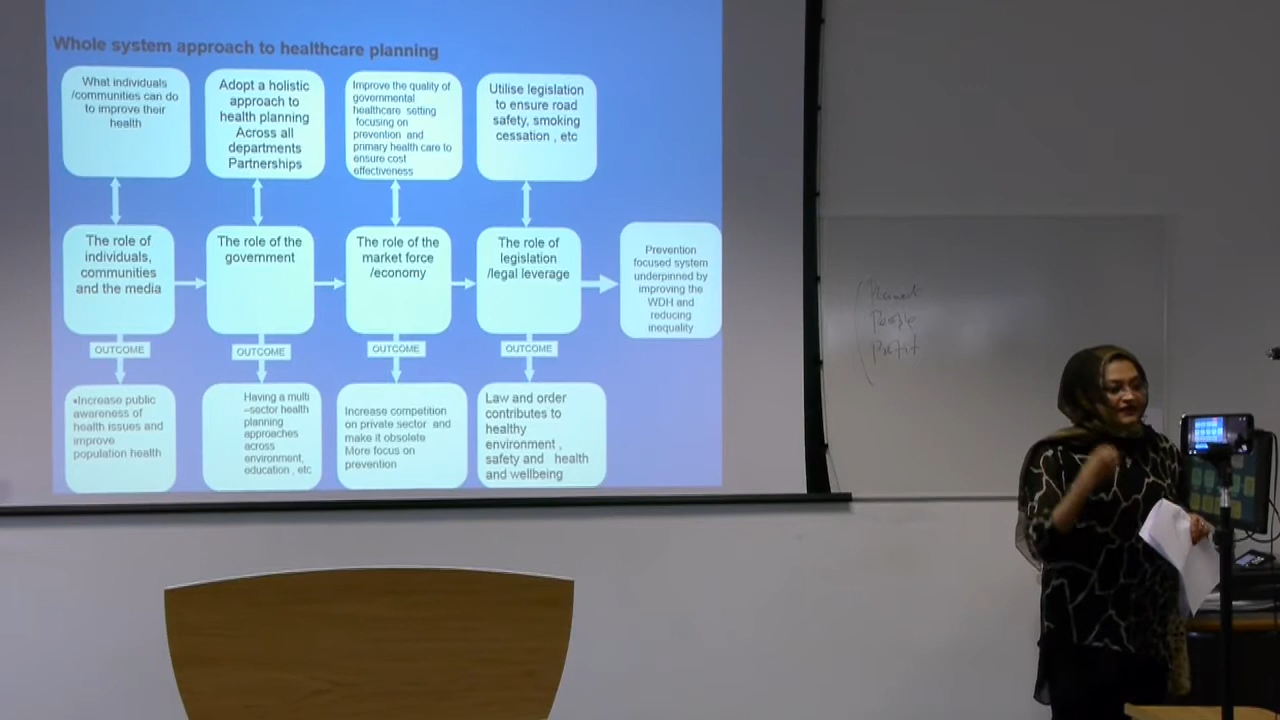 Whole system approach to healthcare planning
What individuals
/communities can do
to improve their
health
Adopt a holistic
approach to
health planning
Across all
departments
Partnerships
Improve the quality of
governmental
healthcare setting
focusing on
prevention and
primary health care to
ensure cost
effectiveness
Utilise legislation
to ensure road
safety, smoking
cessation , etc
The role of
individuals,
communities
and the media
The role of the
government
The role of the
market force
/economy
The role of
legislation
/legal leverage
Prevention
focused system
underpinned by
improving the
WDH and
reducing
inequality
OUTCOME
OUTCOME
OUTCOME
OUTCOME
•Increase public
awareness of
health issues and
improve
population health
Having a multi
–sector health
planning
approaches
across
environment,
education , etc
Increase competition
on private sector and
make it obsolete
More focus on
prevention
Law and order
contributes to
healthy
environment ,
safety and health
and wellbeing
Planet
People
Profit